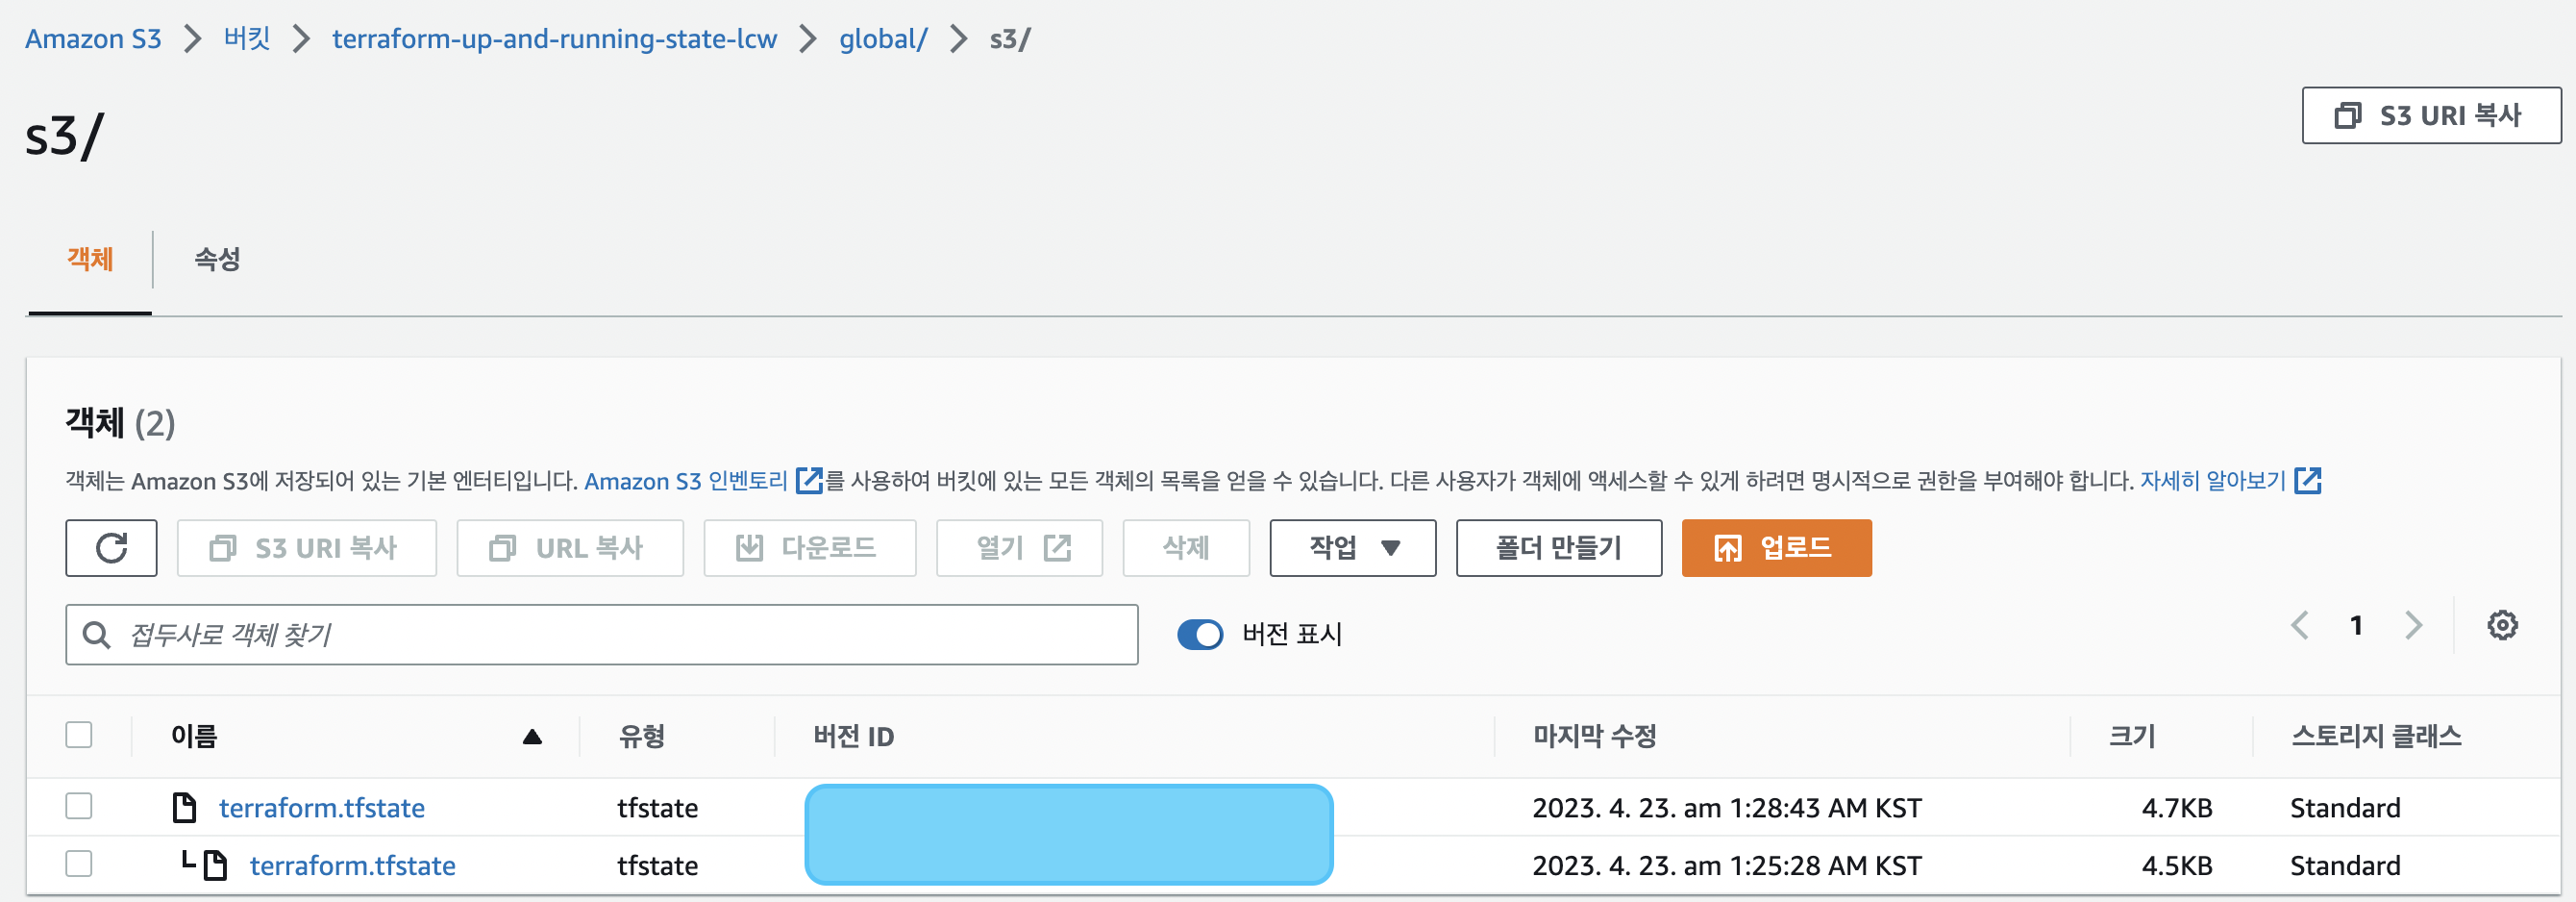 Amazon S3 > 버킷 > terraform-up-and-running-state-lcw > global/ > s3/
s3/
S3 URI 복사
객체 속성
객체 (2)
객체는 Amazon S3에 저장되어 있는 기본 엔터티입니다. Amazon S3 인벤토리를 사용하여 버킷에 있는 모든 객체의 목록을 얻을 수 있습니다. 다른 사용자가 객체에 액세스할 수 있게 하려면 명시적으로 권한을 부여해야 합니다. 자세히 알아보기
S3 URI 복사 URL 복사 다운로드 열기 삭제 작업 폴더 만들기 업로드
접두사로 객체 찾기 버전 표시 1
이름 유형 버전 ID 마지막 수정 크기 스토리지 클래스
terraform.tfstate tfstate 2023. 4. 23. am 1:28:43 AM KST 4.7KB Standard
terraform.tfstate tfstate 2023. 4. 23. am 1:25:28 AM KST 4.5KB Standard